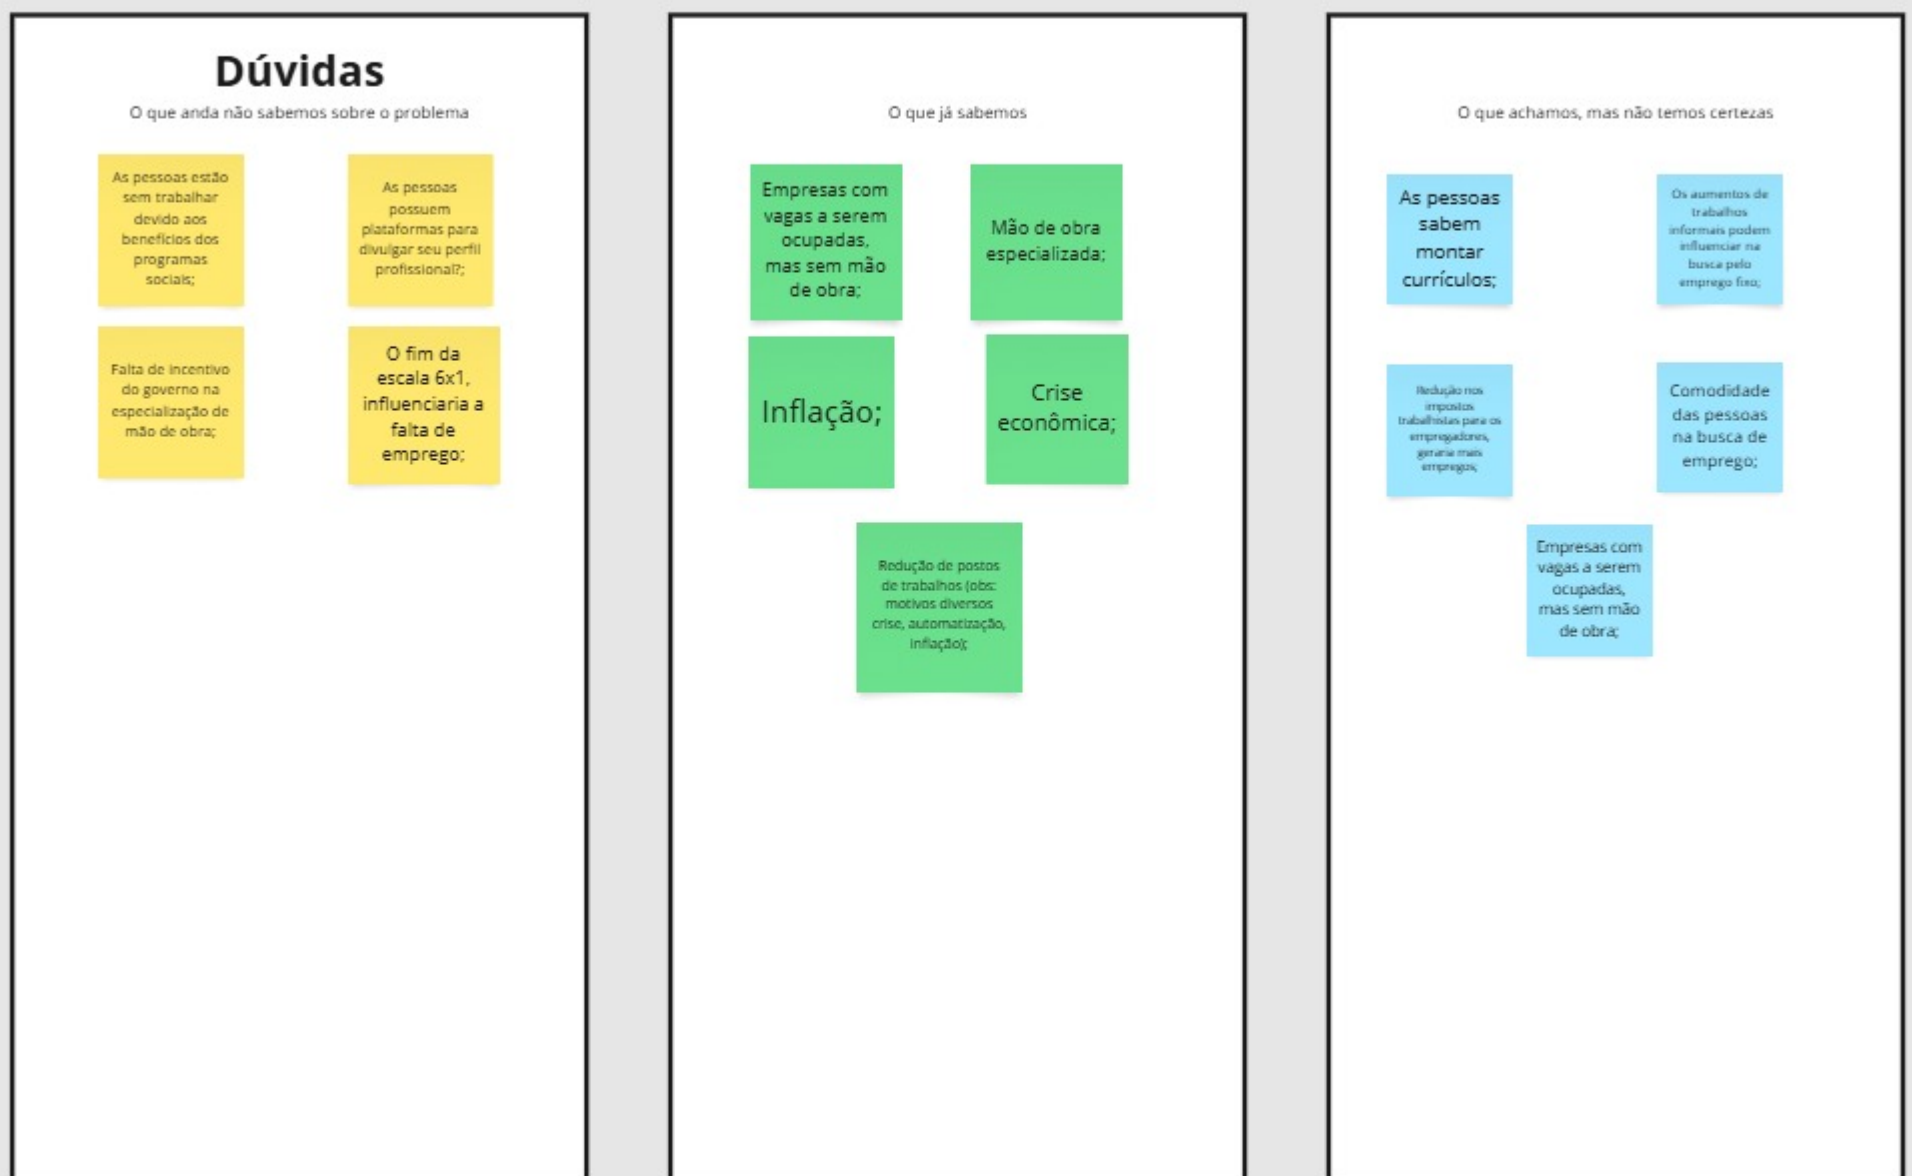 Dúvidas
O que anda não sabemos sobre o problema
As pessoas estão
sem trabalhar
devido aos
benefícios dos
programas
sociais;
As pessoas
possuem
plataformas para
divulgar seu perfil
profissional?;
Falta de incentivo
do governo na
especialização de
mão de obra;
O fim da
escala 6x1,
influenciaria a
falta de
emprego;
O que já sabemos
Empresas com
vagas a serem
ocupadas,
mas sem mão
de obra;
Mão de obra
especializada;
Inflação;
Crise
econômica;
Redução de postos
de trabalhos (obs:
motivos diversos
crise, automatização,
inflação);
O que achamos, mas não temos certezas
As pessoas
sabem
montar
currículos;
Os aumentos de
trabalhos
informais podem
influenciar na
busca pelo
emprego fixo;
Redução nos
impostos
trabalhistas para os
empregadores,
geraria mais
empregos;
Comodidade
das pessoas
na busca de
emprego;
Empresas com
vagas a serem
ocupadas,
mas sem mão
de obra;